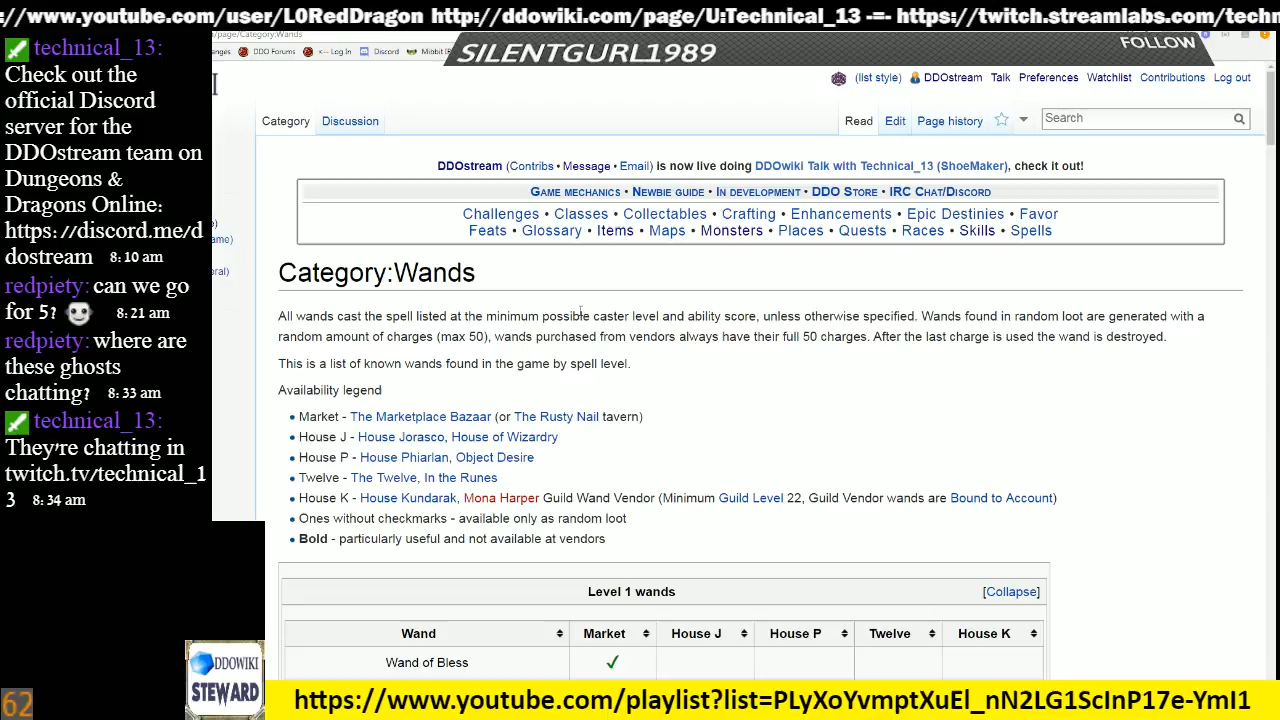 ://www.youtube.com/user/L0RedDragon http://ddowiki.com/page/U:Technical_13 -=- https://twitch.streamlabs.com/techn
/page/Category:Wands
anges DDO Forums <-- Log In Discord Mibbit
SILENTGURL1989
FOLLOW
technical_13:
Check out the
official Discord
server for the
DDOstream team on
Dungeons &
Dragons Online:
https://discord.me/d
dostream 8:10 am
redpiety: can we go
for 5? 8:21 am
redpiety: where are
these ghosts
chatting? 8:33 am
technical_13:
They're chatting in
twitch.tv/technical_1
3 8:34 am
(list style) DDOstream Talk Preferences Watchlist Contributions Log out
Category Discussion Read Edit Page history Search
DDOstream (Contribs • Message • Email) is now live doing DDOwiki Talk with Technical_13 (ShoeMaker), check it out!
Game mechanics • Newbie guide • In development • DDO Store • IRC Chat/Discord
Challenges • Classes • Collectables • Crafting • Enhancements • Epic Destinies • Favor
Feats • Glossary • Items • Maps • Monsters • Places • Quests • Races • Skills • Spells
ame)
ral)
Category:Wands
All wands cast the spell listed at the minimum possible caster level and ability score, unless otherwise specified. Wands found in random loot are generated with a
random amount of charges (max 50), wands purchased from vendors always have their full 50 charges. After the last charge is used the wand is destroyed.
This is a list of known wands found in the game by spell level.
Availability legend
• Market - The Marketplace Bazaar (or The Rusty Nail tavern)
• House J - House Jorasco, House of Wizardry
• House P - House Phiarlan, Object Desire
• Twelve - The Twelve, In the Runes
• House K - House Kundarak, Mona Harper Guild Wand Vendor (Minimum Guild Level 22, Guild Vendor wands are Bound to Account)
• Ones without checkmarks - available only as random loot
• Bold - particularly useful and not available at vendors
Level 1 wands [Collapse]
Wand Market House J House P Twelve House K
Wand of Bless ✓
DDOWIKI
STEWARD
62
https://www.youtube.com/playlist?list=PLyXoYvmptXuEl_nN2LG1ScInP17e-YmI1